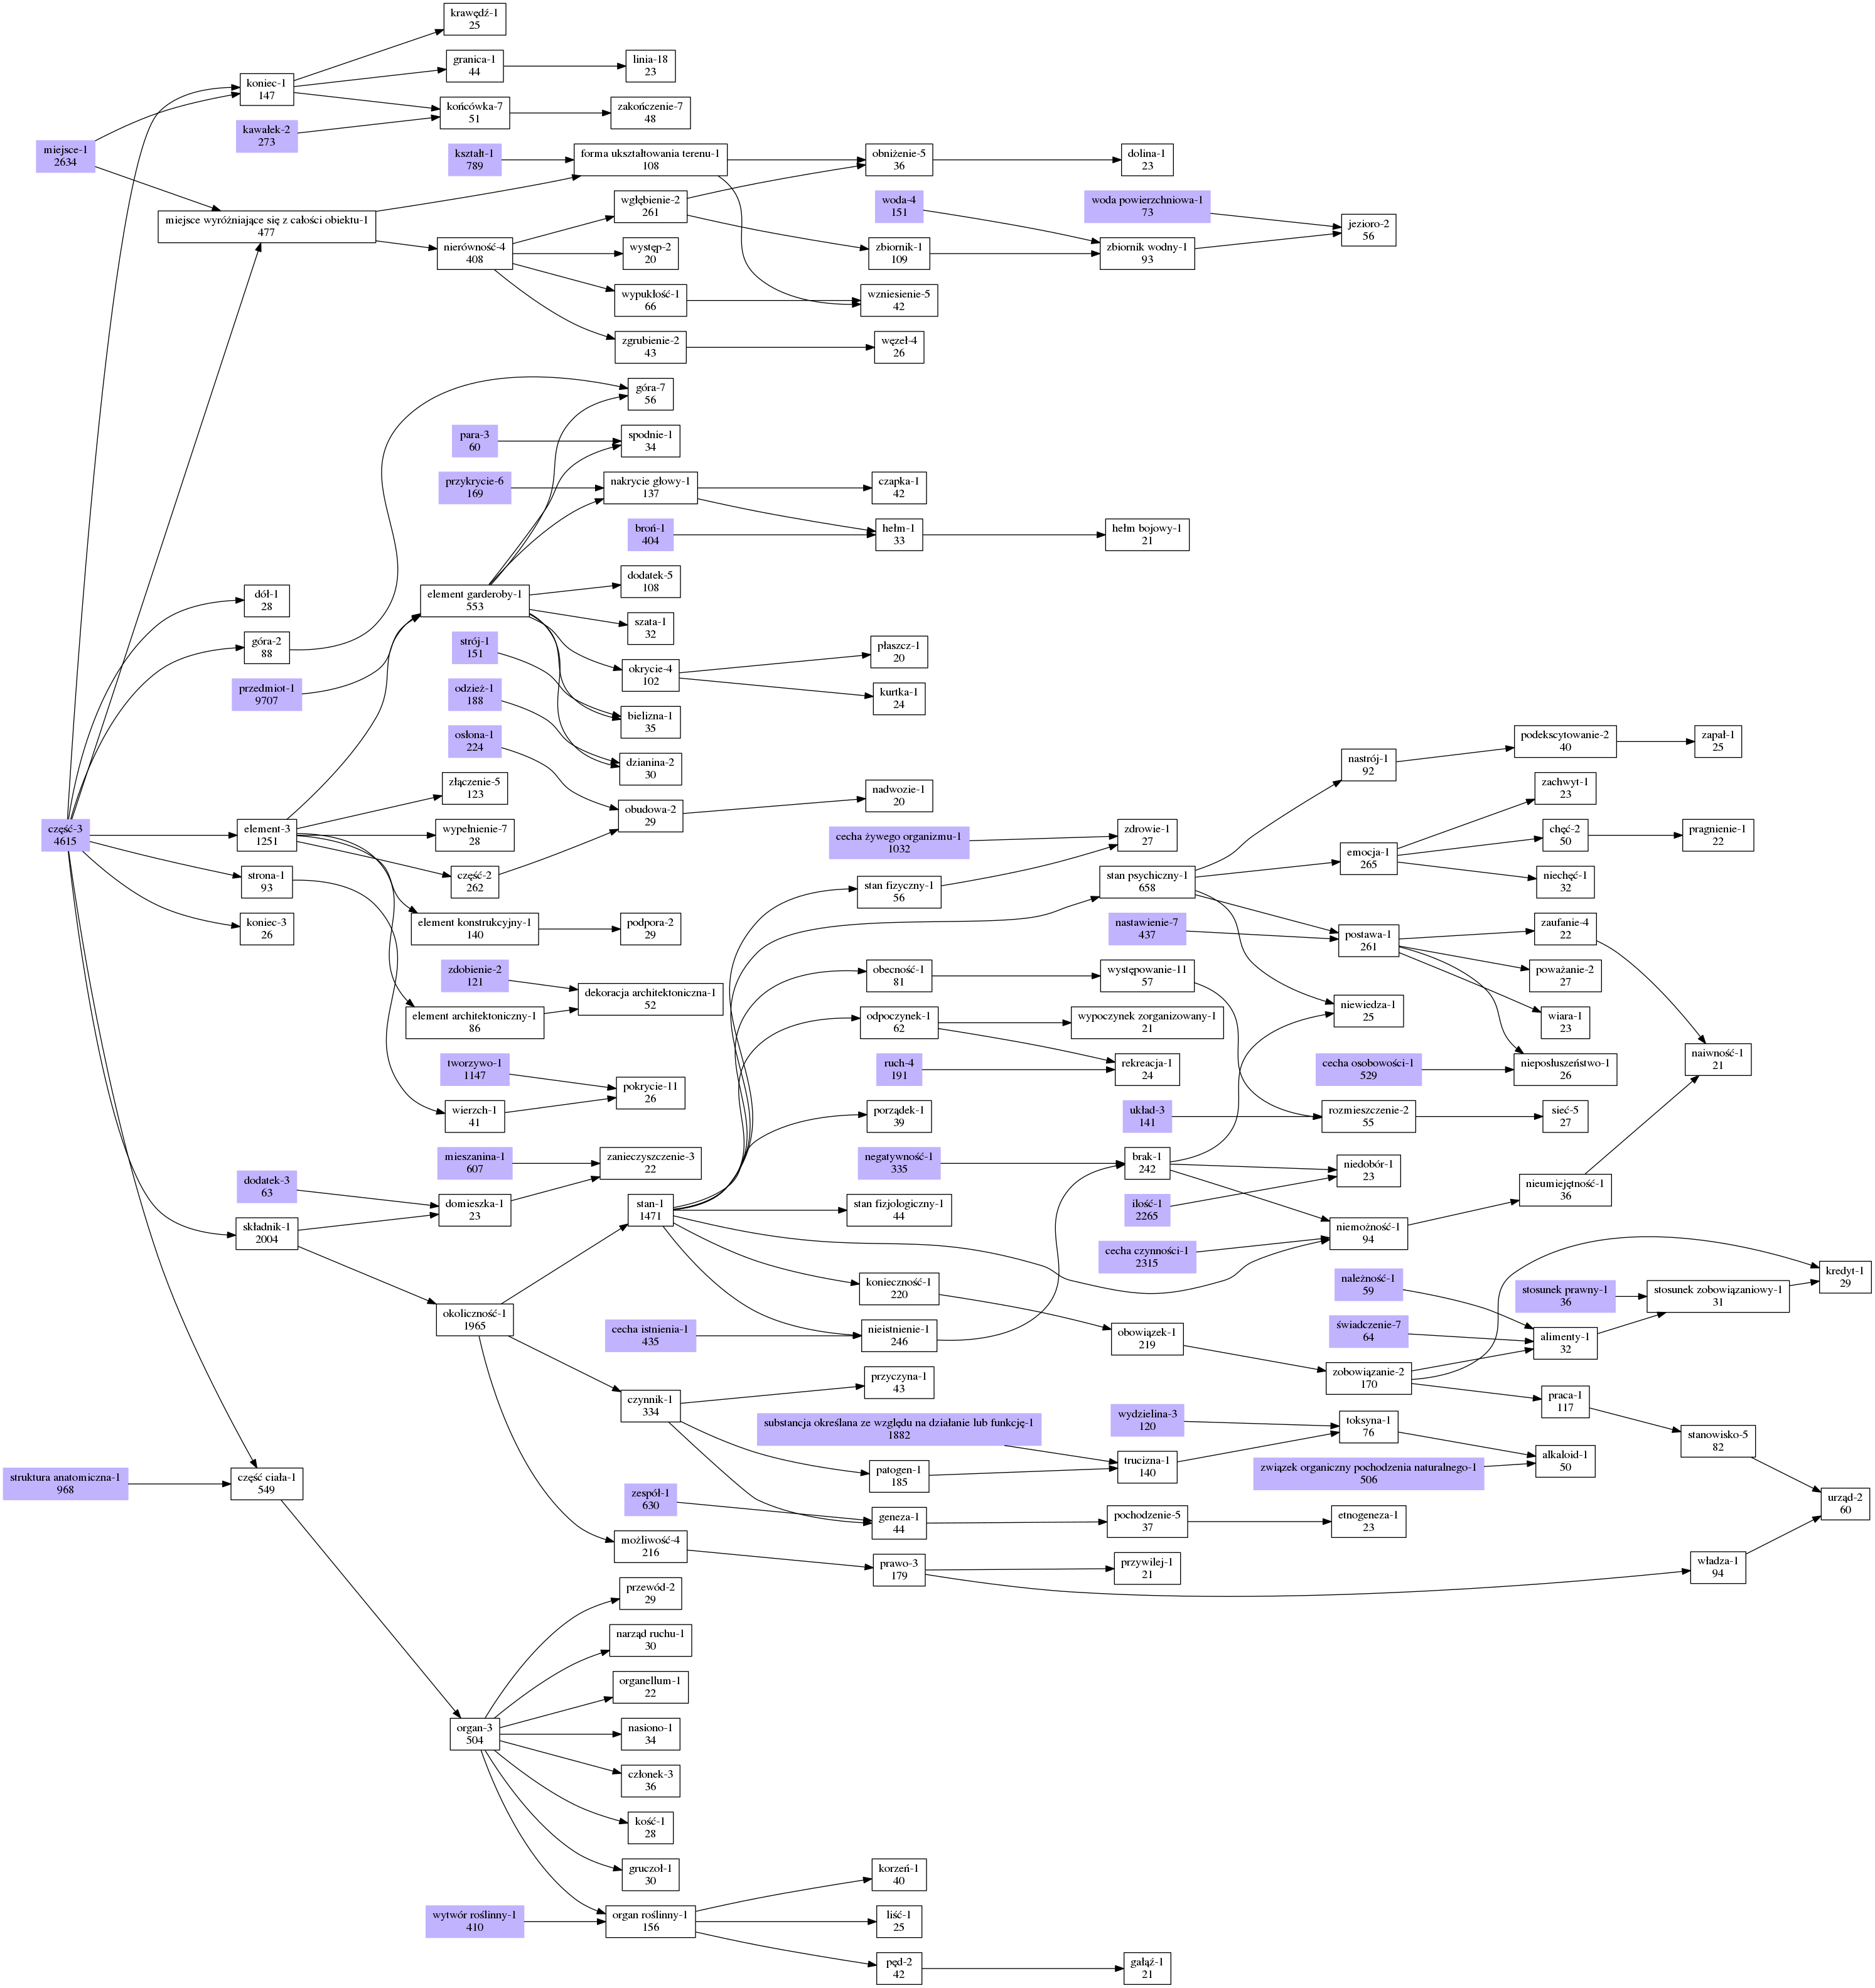 krawędź-1
25
granica-1
44
linia-18
23
koniec-1
147
końcówka-7
51
zakończenie-7
48
kawałek-2
273
miejsce-1
2634
kształt-1
789
forma ukształtowania terenu-1
108
obniżenie-5
36
dolina-1
23
miejsce wyróżniające się z całości obiektu-1
477
wgłębienie-2
261
woda-4
151
woda powierzchniowa-1
73
jezioro-2
56
nierówność-4
408
występ-2
20
zbiornik-1
109
zbiornik wodny-1
93
wypukłość-1
66
wzniesienie-5
42
zgrubienie-2
43
węzeł-4
26
góra-7
56
para-3
60
spodnie-1
34
przykrycie-6
169
nakrycie głowy-1
137
czapka-1
42
broń-1
404
hełm-1
33
hełm bojowy-1
21
dół-1
28
element garderoby-1
553
dodatek-5
108
szata-1
32
góra-2
88
strój-1
151
okrycie-4
102
płaszcz-1
20
przedmiot-1
9707
odzież-1
188
kurtka-1
24
bielizna-1
35
osłona-1
224
dzianina-2
30
nastrój-1
92
podekscytowanie-2
40
zapał-1
25
złączenie-5
123
obudowa-2
29
nadwozie-1
20
zachwyt-1
23
część-3
4615
element-3
1251
wypełnienie-7
28
cecha żywego organizmu-1
1032
zdrowie-1
27
emocja-1
265
chęć-2
50
pragnienie-1
22
strona-1
93
część-2
262
stan fizyczny-1
56
stan psychiczny-1
658
niechęć-1
32
koniec-3
26
element konstrukcyjny-1
140
podpora-2
29
nastawienie-7
437
postawa-1
261
zaufanie-4
22
zdobienie-2
121
dekoracja architektoniczna-1
52
obecność-1
81
występowanie-11
57
poważanie-2
27
niewiedza-1
25
element architektoniczny-1
86
odpoczynek-1
62
wypoczynek zorganizowany-1
21
wiara-1
23
naiwność-1
21
tworzywo-1
1147
pokrycie-11
26
ruch-4
191
rekreacja-1
24
cecha osobowości-1
529
nieposłuszeństwo-1
26
wierzch-1
41
porządek-1
39
układ-3
141
rozmieszczenie-2
55
sieć-5
27
mieszanina-1
607
zanieczyszczenie-3
22
negatywność-1
335
brak-1
242
niedobór-1
23
dodatek-3
63
domieszka-1
23
nieumiejętność-1
36
składnik-1
2004
stan-1
1471
stan fizjologiczny-1
44
ilość-1
2265
niemożność-1
94
cecha czynności-1
2315
konieczność-1
220
należność-1
59
stosunek prawny-1
36
stosunek zobowiązaniowy-1
31
kredyt-1
29
okoliczność-1
1965
cecha istnienia-1
435
nieistnienie-1
246
obowiązek-1
219
świadczenie-7
64
alimenty-1
32
zobowiązanie-2
170
przyczyna-1
43
czynnik-1
334
praca-1
117
substancja określana ze względu na działanie lub funkcję-1
1882
wydzielina-3
120
toksyna-1
76
stanowisko-5
82
patogen-1
185
trucizna-1
140
związek organiczny pochodzenia naturalnego-1
506
alkaloid-1
50
struktura anatomiczna-1
968
część ciała-1
549
zespół-1
630
geneza-1
44
pochodzenie-5
37
etnogeneza-1
23
urząd-2
60
możliwość-4
216
prawo-3
179
przywilej-1
21
władza-1
94
przewód-2
29
narząd ruchu-1
30
organellum-1
22
organ-3
504
nasiono-1
34
członek-3
36
kość-1
28
gruczoł-1
30
korzeń-1
40
wytwór roślinny-1
410
organ roślinny-1
156
liść-1
25
pęd-2
42
gałąź-1
21